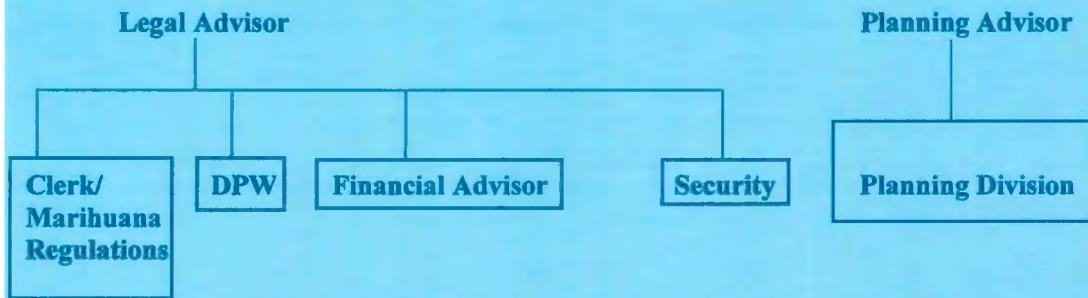 Legal Advisor
Planning Advisor
Clerk/
Marihuana
Regulations
DPW
Financial Advisor
Security
Planning Division